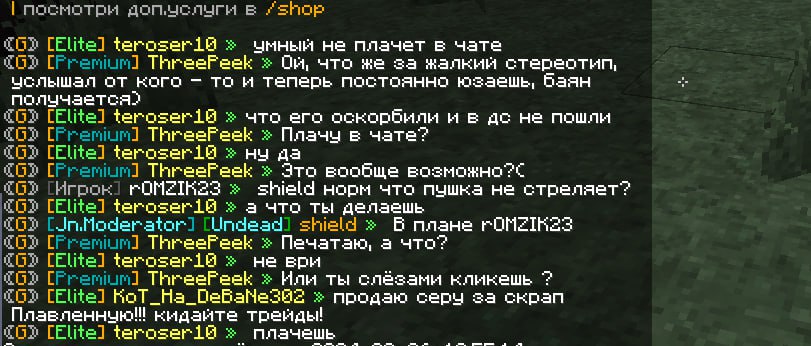 | посмотри доп.услуги в /shop
(G) [Elite] teroser10 » умный не плачет в чате
(G) [Premium] ThreePeek » Ой, что же за жалкий стереотип,
услышал от кого - то и теперь постоянно юзаешь, баян
получается)
(G) [Elite] teroser10 » что его оскорбили и в дс не пошли
(G) [Premium] ThreePeek » Плачу в чате?
(G) [Elite] teroser10 » ну да
(G) [Premium] ThreePeek » Это вообще возможно?(
(G) [Игрок] rOMZIK23 » shield норм что пушка не стреляет?
(G) [Elite] teroser10 » а что ты делаешь
(G) [Jn.Moderator] [Undead] shield » В плане rOMZIK23
(G) [Premium] ThreePeek » Печатаю, а что?
(G) [Elite] teroser10 » не ври
(G) [Premium] ThreePeek » Или ты слёзами кликешь ?
(G) [Elite] KoT_Ha_DeBaNe302 » продаю серу за скрап
Плавленную!!! кидайте трейды!
(G) [Elite] teroser10 » плачешь